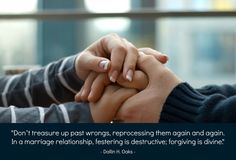 "Don't treasure up past wrongs, reprocessing them again and again.
In a marriage relationship, festering is destructive; forgiving is divine."
- Dallin H. Oaks -